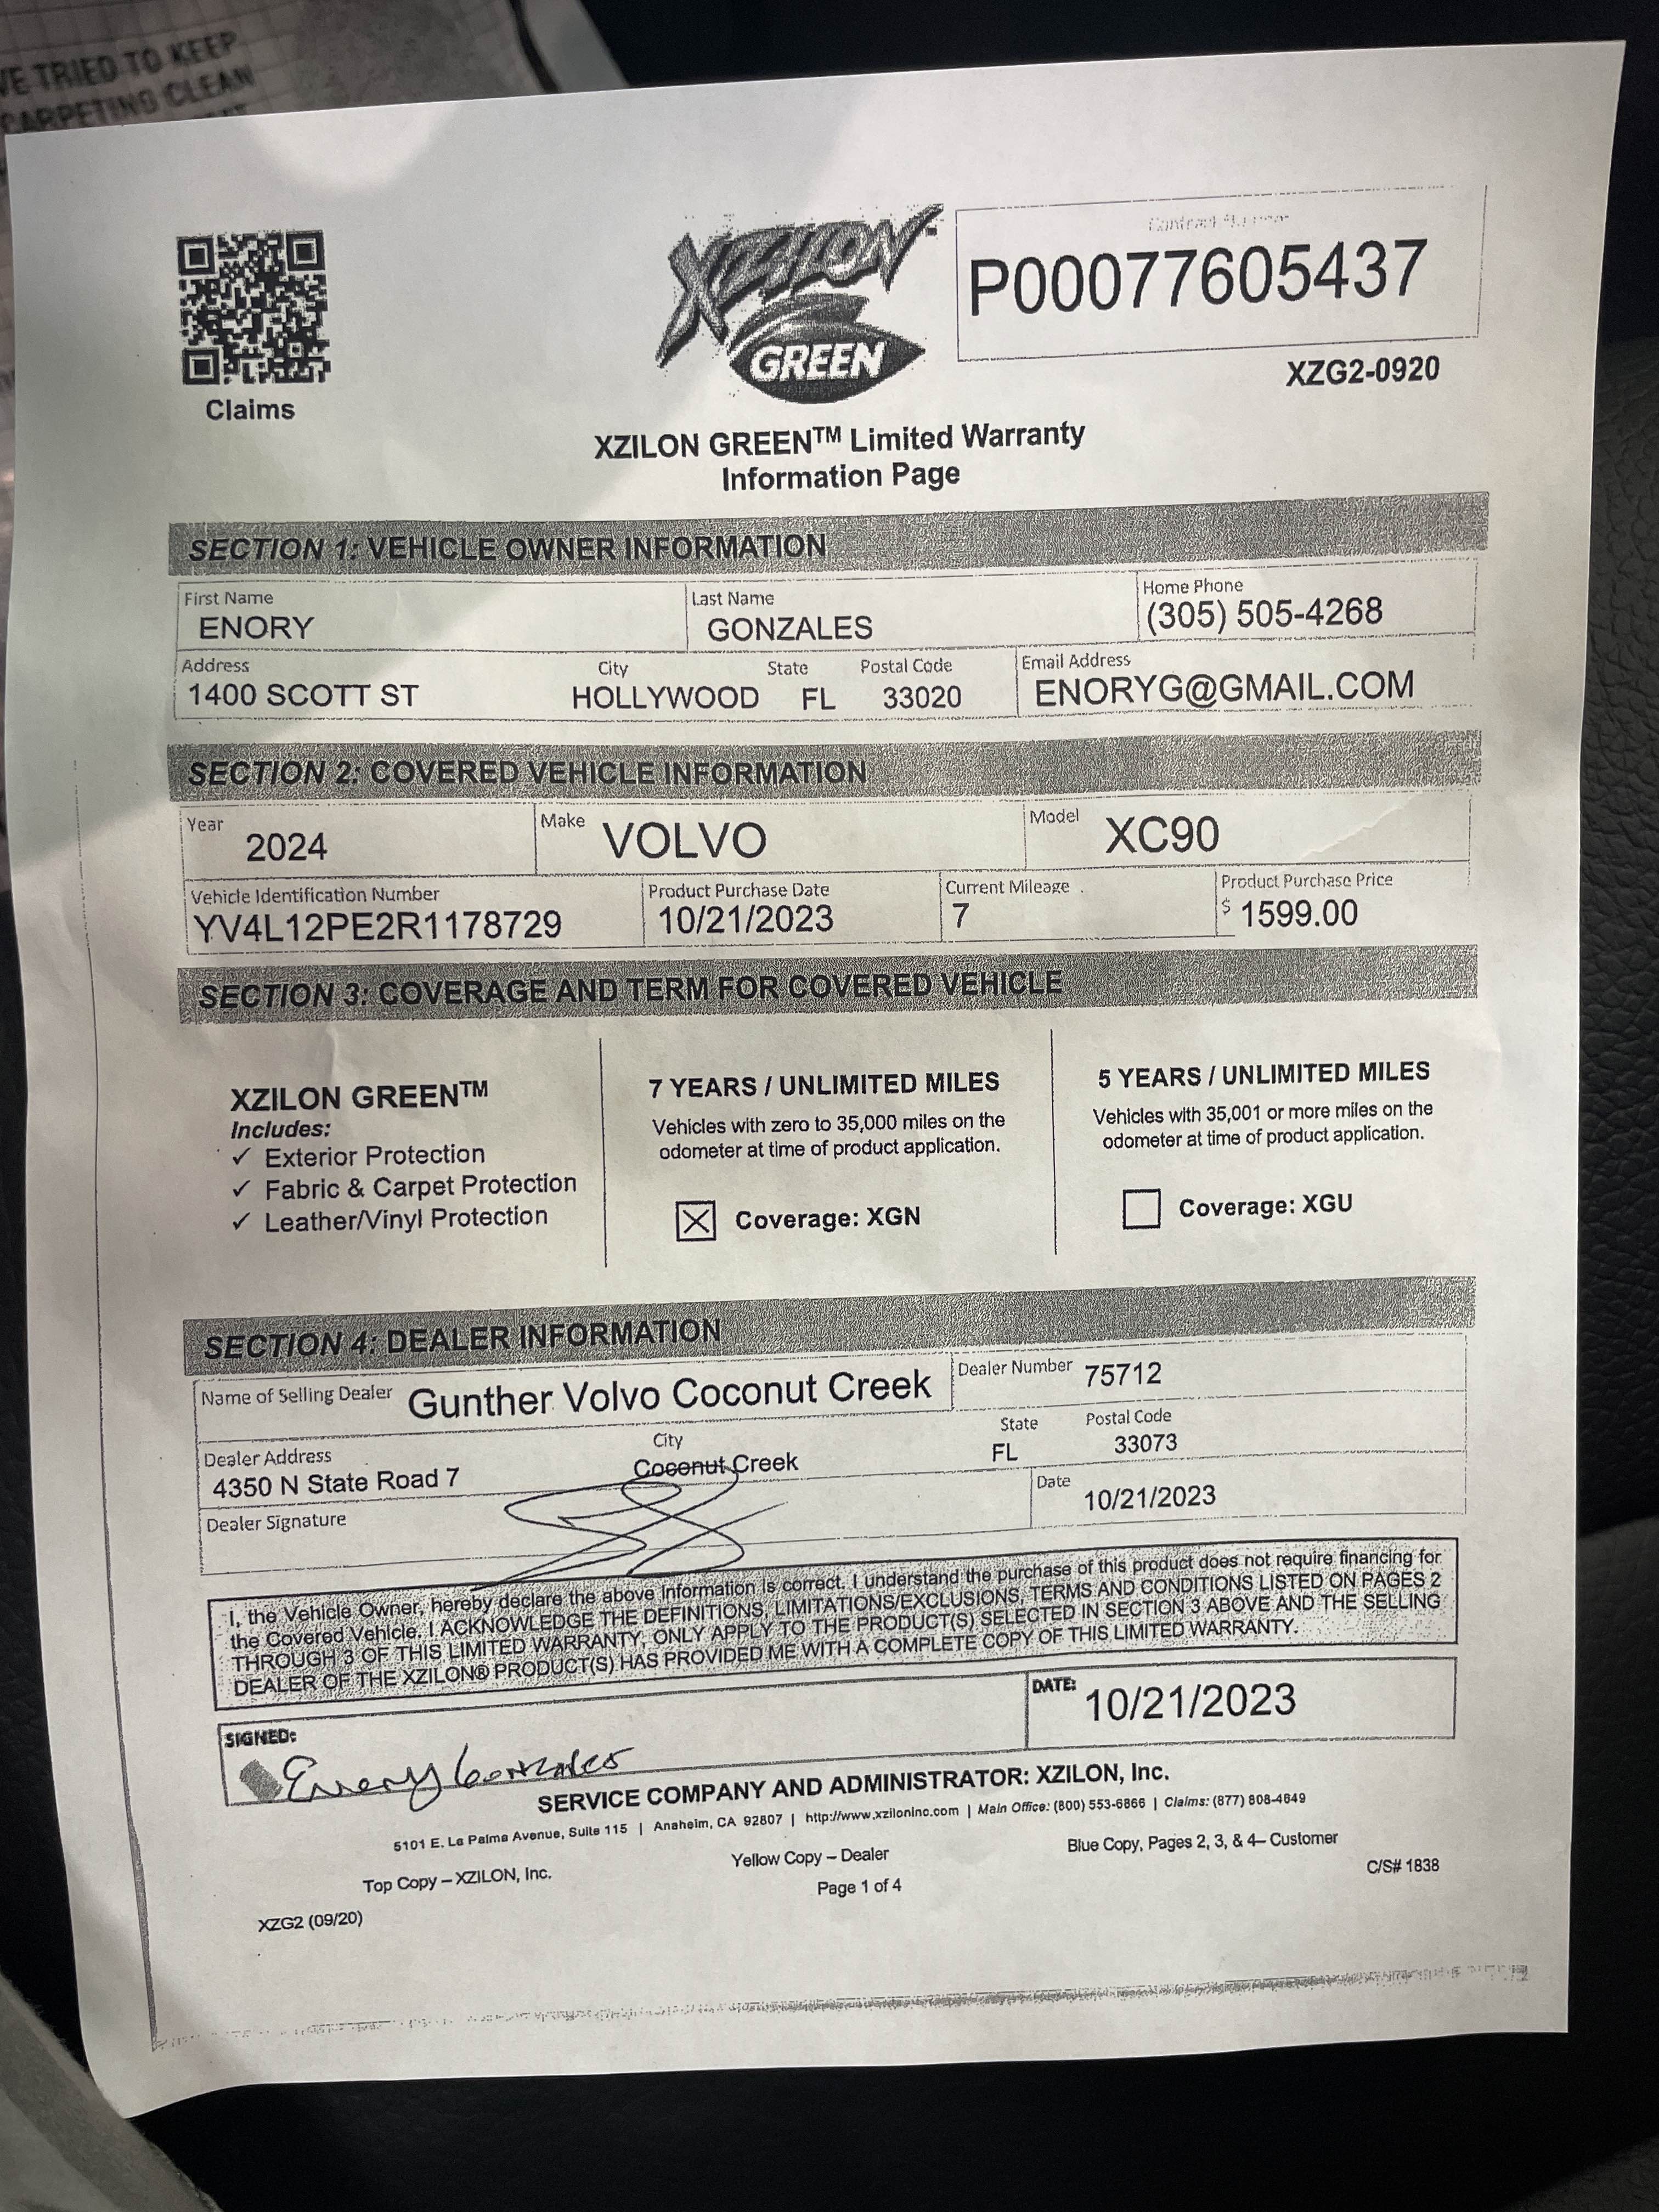 VE TRIED TO KEEP
CARPETING CLEAN
XZILON
GREEN
P00077605437
XZG2-0920
Claims
XZILON GREEN™ Limited Warranty
Information Page
SECTION 1: VEHICLE OWNER INFORMATION
First Name Last Name Home Phone
ENORY GONZALES (305) 505-4268
Address City State Postal Code Email Address
1400 SCOTT ST HOLLYWOOD FL 33020 ENORYG@GMAIL.COM
SECTION 2: COVERED VEHICLE INFORMATION
Year 2024 Make VOLVO Model XC90
Vehicle Identification Number Product Purchase Date Current Mileage Product Purchase Price
YV4L12PE2R1178729 10/21/2023 7 $ 1599.00
SECTION 3: COVERAGE AND TERM FOR COVERED VEHICLE
XZILON GREEN™
Includes:
✓ Exterior Protection
✓ Fabric & Carpet Protection
✓ Leather/Vinyl Protection
7 YEARS / UNLIMITED MILES
Vehicles with zero to 35,000 miles on the
odometer at time of product application.
☒ Coverage: XGN
5 YEARS / UNLIMITED MILES
Vehicles with 35,001 or more miles on the
odometer at time of product application.
☐ Coverage: XGU
SECTION 4: DEALER INFORMATION
Name of Selling Dealer Gunther Volvo Coconut Creek Dealer Number 75712
Dealer Address City State Postal Code
4350 N State Road 7 Coconut Creek FL 33073
Dealer Signature Date 10/21/2023
I, the Vehicle Owner, hereby declare the above information is correct. I understand the purchase of this product does not require financing for
the Covered Vehicle. I ACKNOWLEDGE THE DEFINITIONS, LIMITATIONS/EXCLUSIONS, TERMS AND CONDITIONS LISTED ON PAGES 2
THROUGH 3 OF THIS LIMITED WARRANTY, ONLY APPLY TO THE PRODUCT(S) SELECTED IN SECTION 3 ABOVE AND THE SELLING
DEALER OF THE XZILON® PRODUCT(S) HAS PROVIDED ME WITH A COMPLETE COPY OF THIS LIMITED WARRANTY.
SIGNED: Enory Gonzales DATE: 10/21/2023
SERVICE COMPANY AND ADMINISTRATOR: XZILON, Inc.
5101 E. La Palma Avenue, Suite 115 | Anaheim, CA 92807 | http://www.xziloninc.com | Main Office: (800) 553-6866 | Claims: (877) 808-4649
Top Copy – XZILON, Inc. Yellow Copy – Dealer Blue Copy, Pages 2, 3, & 4– Customer
Page 1 of 4
C/S# 1838
XZG2 (09/20)